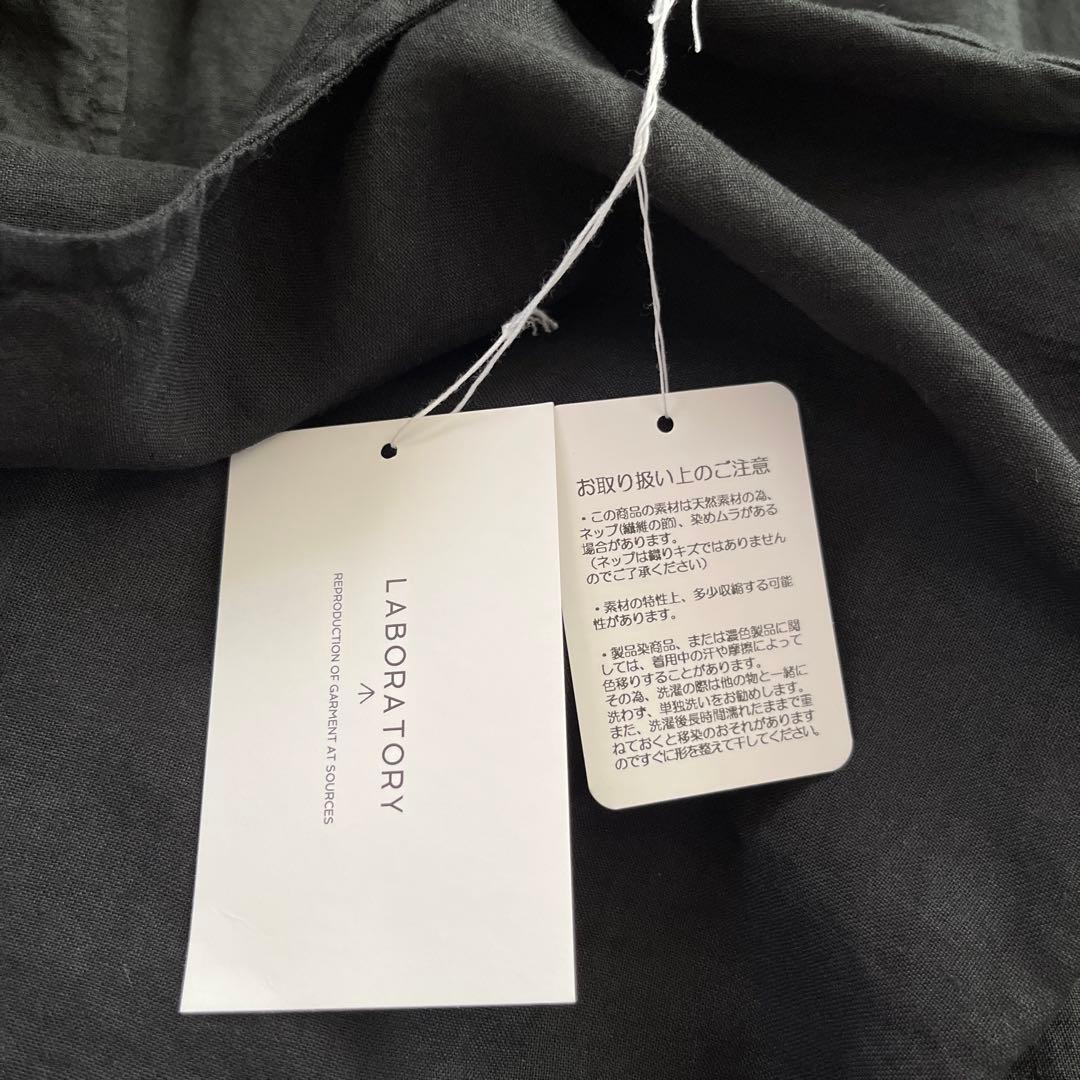 LABORATORY
REPRODUCTION OF GARMENT AT SOURCES
お取り扱い上のご注意
・この商品の素材は天然素材の為、
ネップ(繊維の節)、染めムラがある
場合があります。
（ネップは織りキズではありません
のでご了承ください）
・素材の特性上、多少収縮する可能
性があります。
・製品染商品、または濃色製品に関
しては、着用中の汗や摩擦によって
色移りすることがあります。
その為、洗濯の際は他の物と一緒に
洗わず、単独洗いをお勧めします。
また、洗濯後長時間濡れたままで重
ねておくと移染のおそれがあります
のですぐに形を整えて干してください。